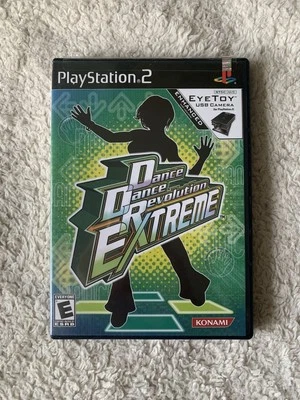 PlayStation®2
ENHANCED
EyeToy
USB CAMERA
Dance
Dance
Revolution
EXTREME
EVERYONE
E
ESRB
KONAMI